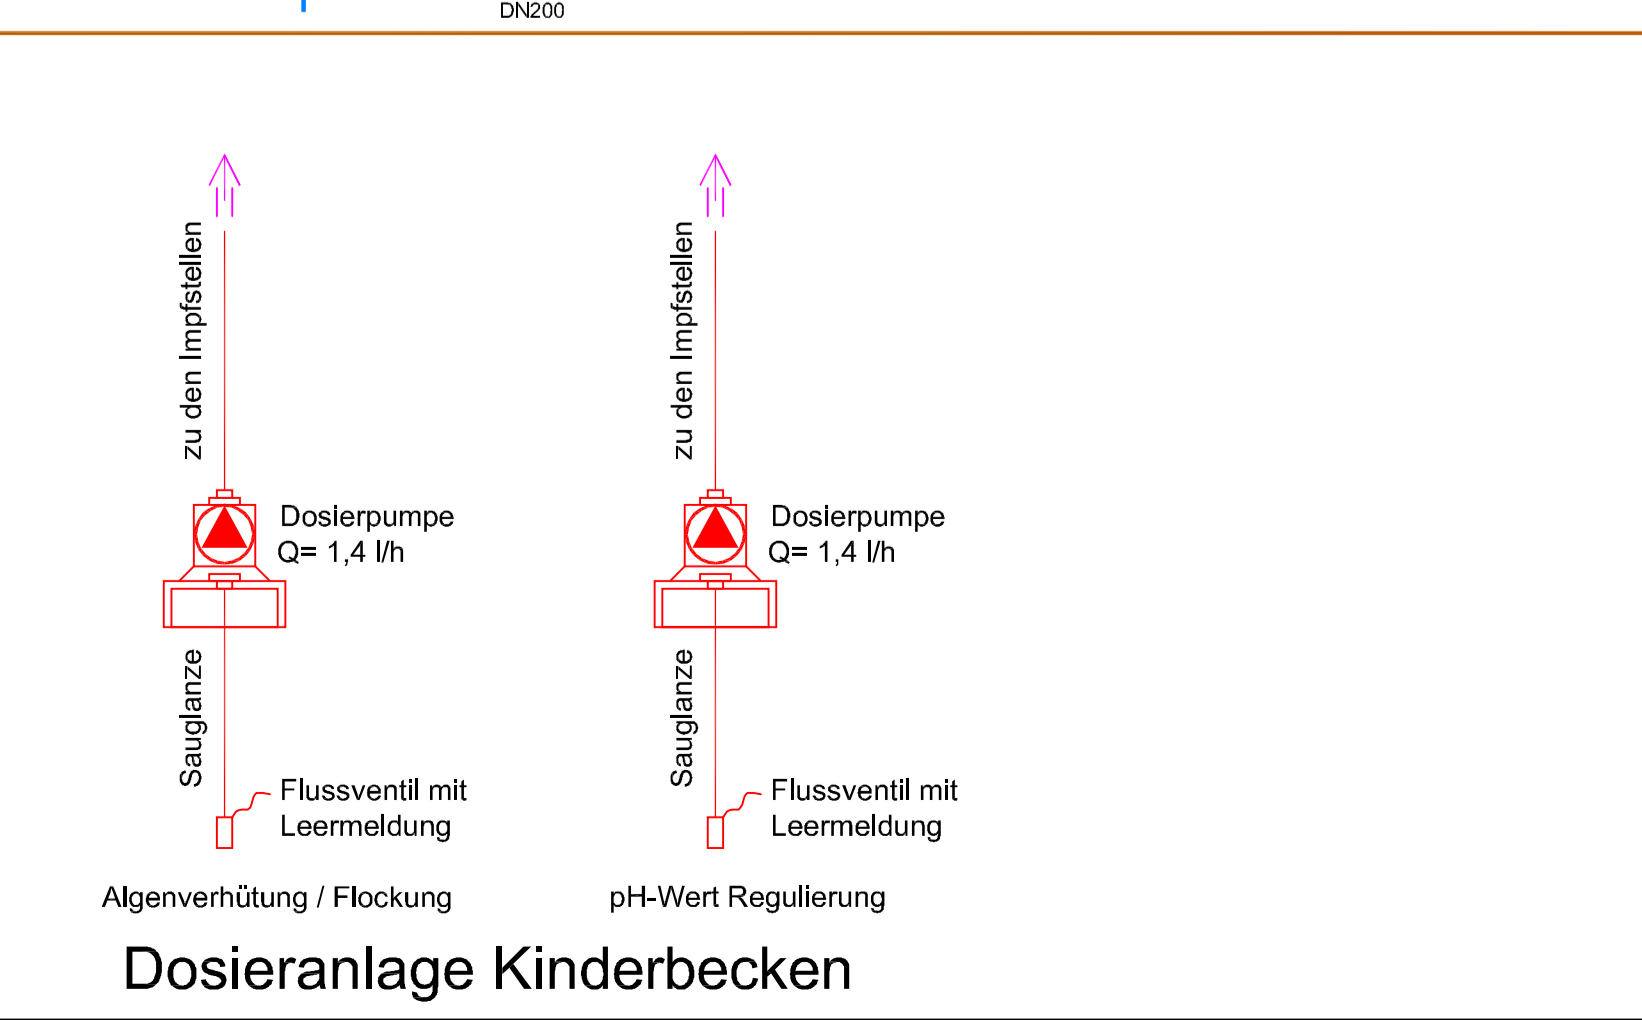 DN200
zu den Impfstellen
Dosierpumpe
Q= 1,4 l/h
Sauglanze
Flussventil mit
Leermeldung
Algenverhütung / Flockung
zu den Impfstellen
Dosierpumpe
Q= 1,4 l/h
Sauglanze
Flussventil mit
Leermeldung
pH-Wert Regulierung
Dosieranlage Kinderbecken